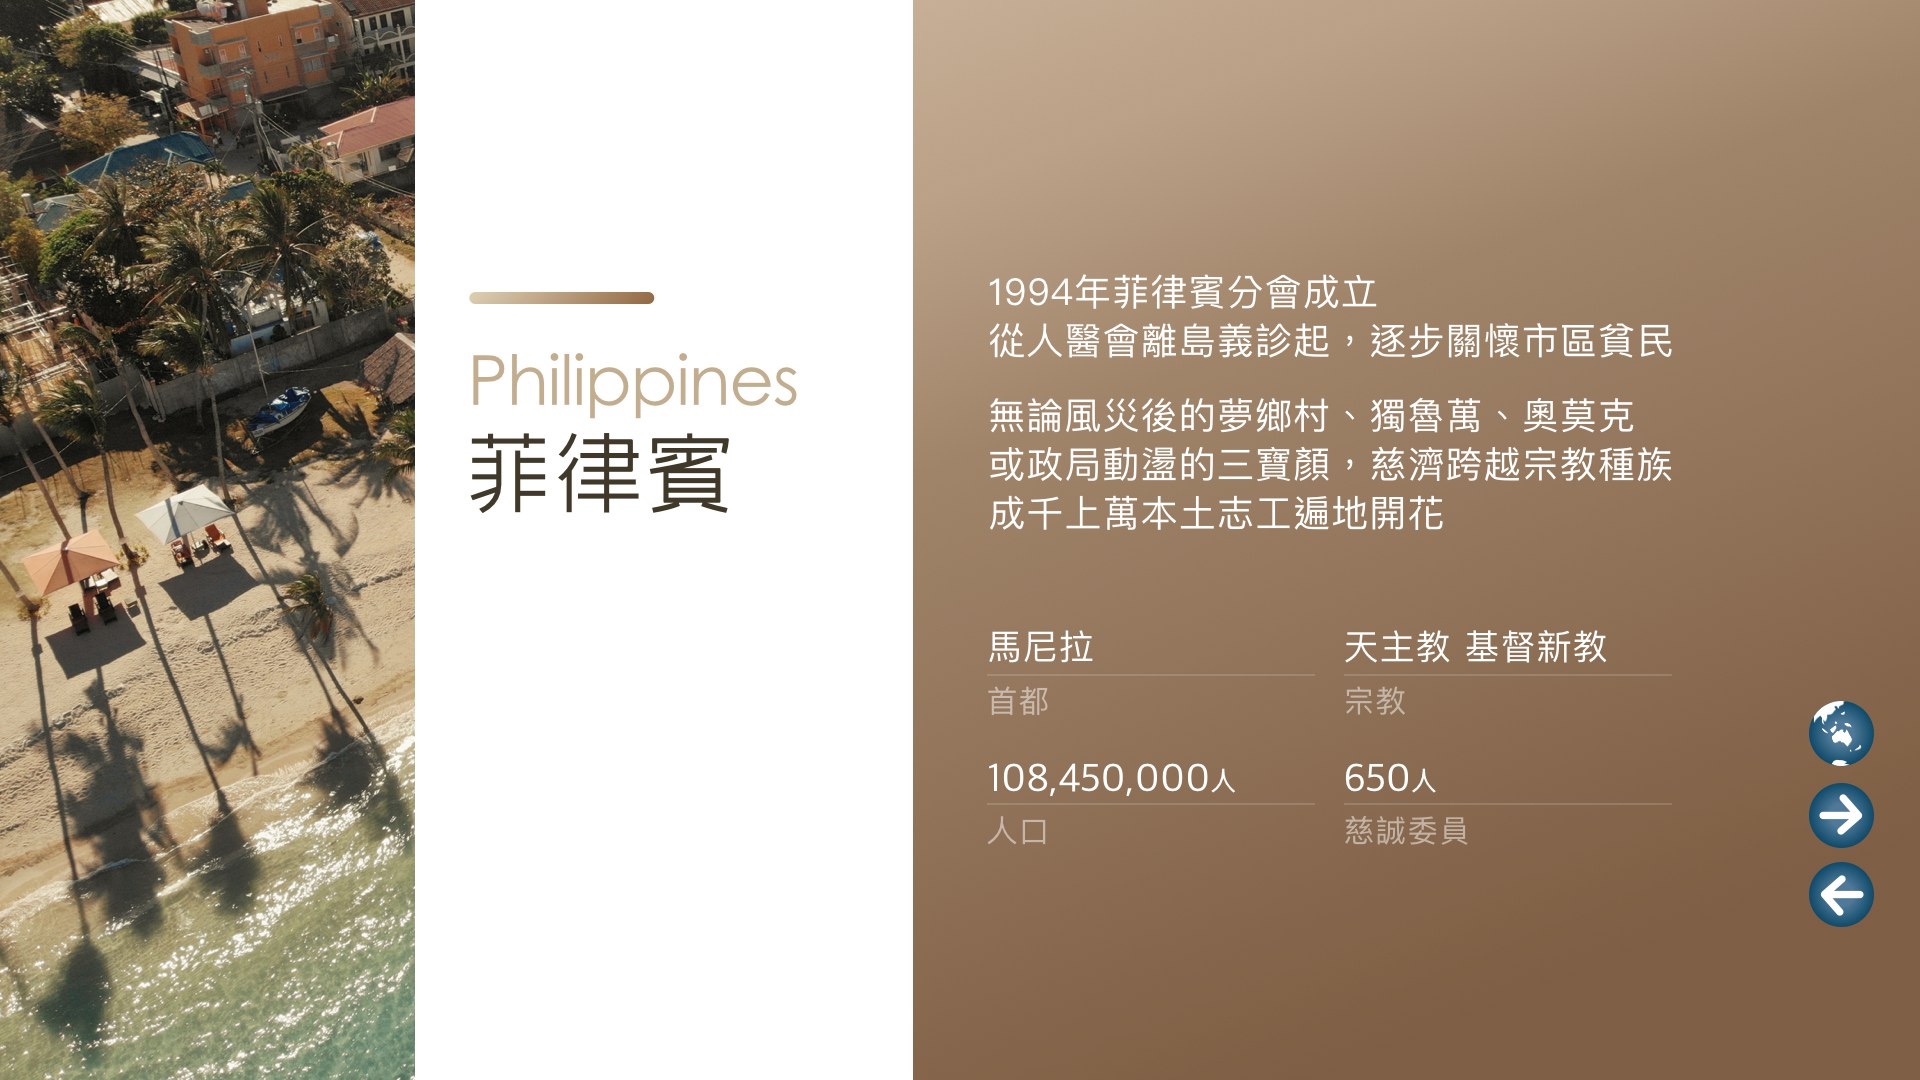 Philippines
菲律賓
1994年菲律賓分會成立
從人醫會離島義診起，逐步關懷市區貧民
無論風災後的夢鄉村、獨魯萬、奧莫克
或政局動盪的三寶顏，慈濟跨越宗教種族
成千上萬本土志工遍地開花
馬尼拉
首都
天主教 基督新教
宗教
108,450,000人
人口
650人
慈誠委員